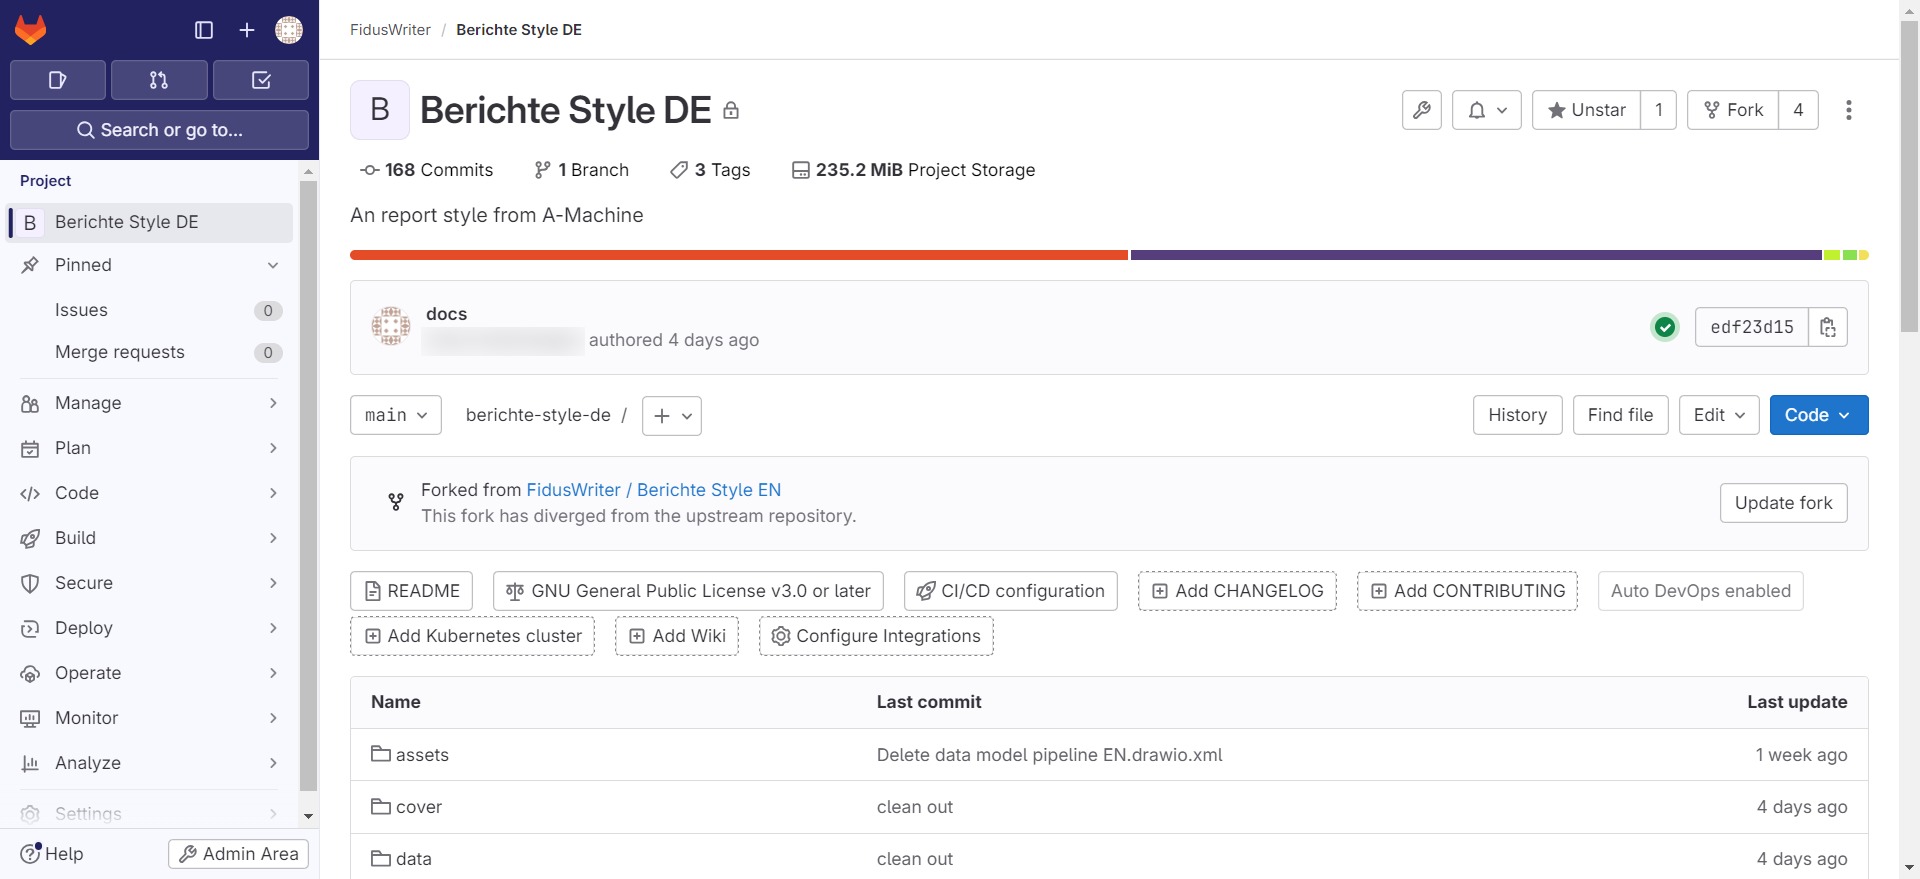 FidusWriter / Berichte Style DE
Search or go to...
Project
B Berichte Style DE
Pinned
Issues 0
Merge requests 0
Manage
Plan
Code
Build
Secure
Deploy
Operate
Monitor
Analyze
Settings
Help
Admin Area
B Berichte Style DE
Unstar 1
Fork 4
168 Commits 1 Branch 3 Tags 235.2 MiB Project Storage
An report style from A-Machine
docs
authored 4 days ago
edf23d15
main berichte-style-de /
History Find file Edit Code
Forked from FidusWriter / Berichte Style EN
This fork has diverged from the upstream repository.
Update fork
README GNU General Public License v3.0 or later CI/CD configuration Add CHANGELOG Add CONTRIBUTING Auto DevOps enabled
Add Kubernetes cluster Add Wiki Configure Integrations
Name Last commit Last update
assets Delete data model pipeline EN.drawio.xml 1 week ago
cover clean out 4 days ago
data clean out 4 days ago